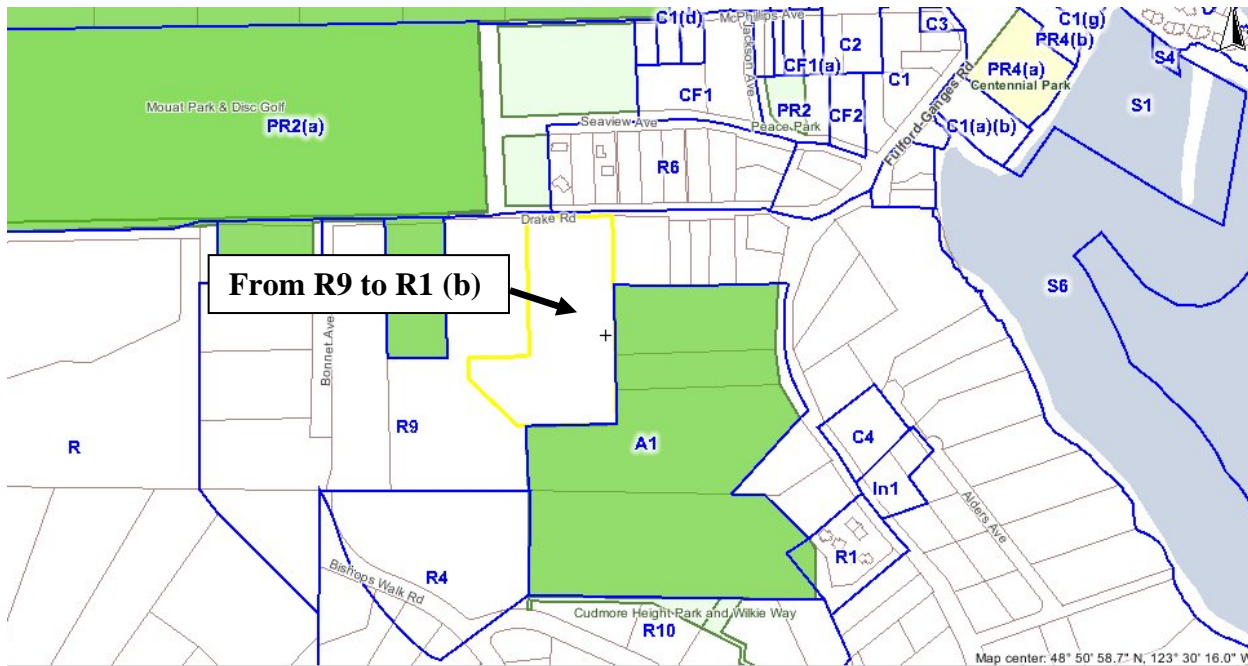 C1(d)
McPhillips Ave
Jackson Ave
C3
C1(g)
PR4(b)
C2
CF1(a)
S4
PR4(a)
Centennial Park
Mouat Park & Disc Golf
PR2(a)
CF1
PR2
CF2
C1
S1
Seaview Ave
Peace Park
Fulford-Ganges Rd
C1(a)(b)
R6
Drake Rd
From R9 to R1 (b)
S6
Bonnet Ave
R
R9
A1
C4
In1
Alders Ave
R1
R4
Bishops Walk Rd
Cudmore Height Park and Wilkie Way
R10
Map center: 48° 50' 58.7" N, 123° 30' 16.0" W